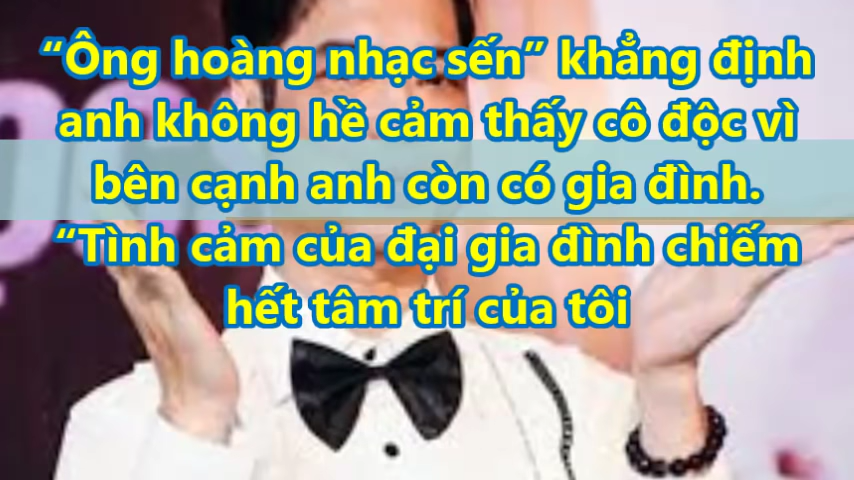 “Ông hoàng nhạc sến” khẳng định
anh không hề cảm thấy cô độc vì
bên cạnh anh còn có gia đình.
“Tình cảm của đại gia đình chiếm
hết tâm trí của tôi